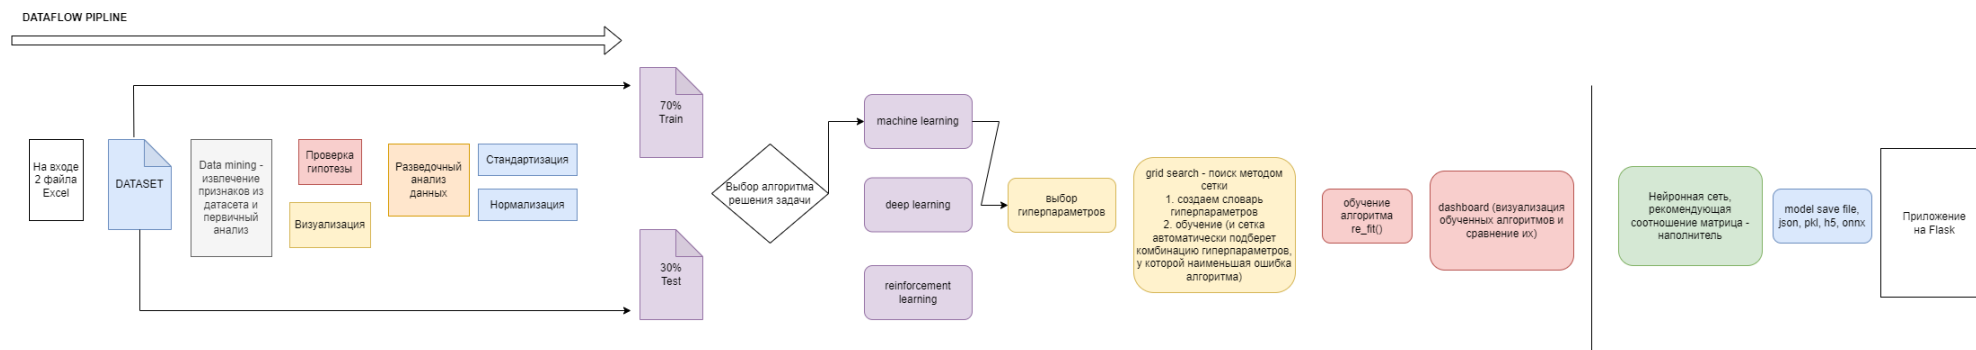 DATAFLOW PIPLINE
На входе
2 файла
Excel
DATASET
Data mining -
извлечение
признаков из
датасета и
первичный
анализ
Проверка
гипотезы
Визуализация
Разведочный
анализ
данных
Стандартизация
Нормализация
70%
Train
30%
Test
Выбор алгоритма
решения задачи
machine learning
deep learning
reinforcement
learning
выбор
гиперпараметров
grid search - поиск методом
сетки
1. создаем словарь
гиперпараметров
2. обучение (и сетка
автоматически подберет
комбинацию гиперпараметров,
у которой наименьшая ошибка
алгоритма)
обучение
алгоритма
re_fit()
dashboard (визуализация
обученных алгоритмов и
сравнение их)
Нейронная сеть,
рекомендующая
соотношение матрица -
наполнитель
model save file,
json, pkl, h5, onnx
Приложение
на Flask